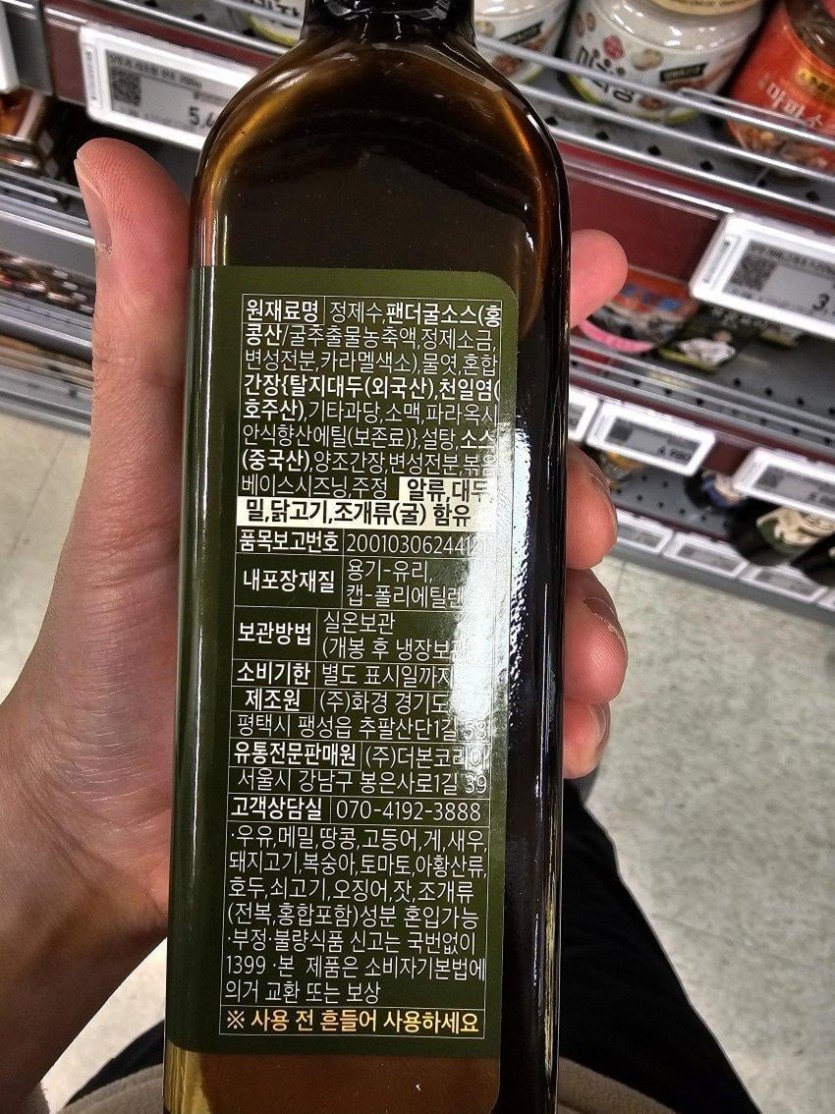 원재료명 정제수,팬더굴소스(홍
콩산/굴추출물농축액,정제소금,
변성전분,카라멜색소),물엿,혼합
간장{탈지대두(외국산),천일염(
호주산),기타과당,소맥,파라옥시
안식향산에틸(보존료)},설탕,소스
(중국산),양조간장,변성전분,볶음
베이스시즈닝,주정 알류,대두,
밀,닭고기,조개류(굴) 함유
품목보고번호
내포장재질 용기-유리,
캡-폴리에틸렌
보관방법 실온보관
(개봉 후 냉장보관
소비기한 별도 표시일까지
제조원 (주)화경 경기도
평택시 팽성읍 추팔산단1길
유통전문판매원 (주)더본코리아
서울시 강남구 봉은사로1길 39
고객상담실 070-4192-3888
·우유,메밀,땅콩,고등어,게,새우,
돼지고기,복숭아,토마토,아황산류,
호두,쇠고기,오징어,잣,조개류
(전복,홍합포함)성분 혼입가능
·부정·불량식품 신고는 국번없이
1399 ·본 제품은 소비자기본법에
의거 교환 또는 보상
※ 사용 전 흔들어 사용하세요